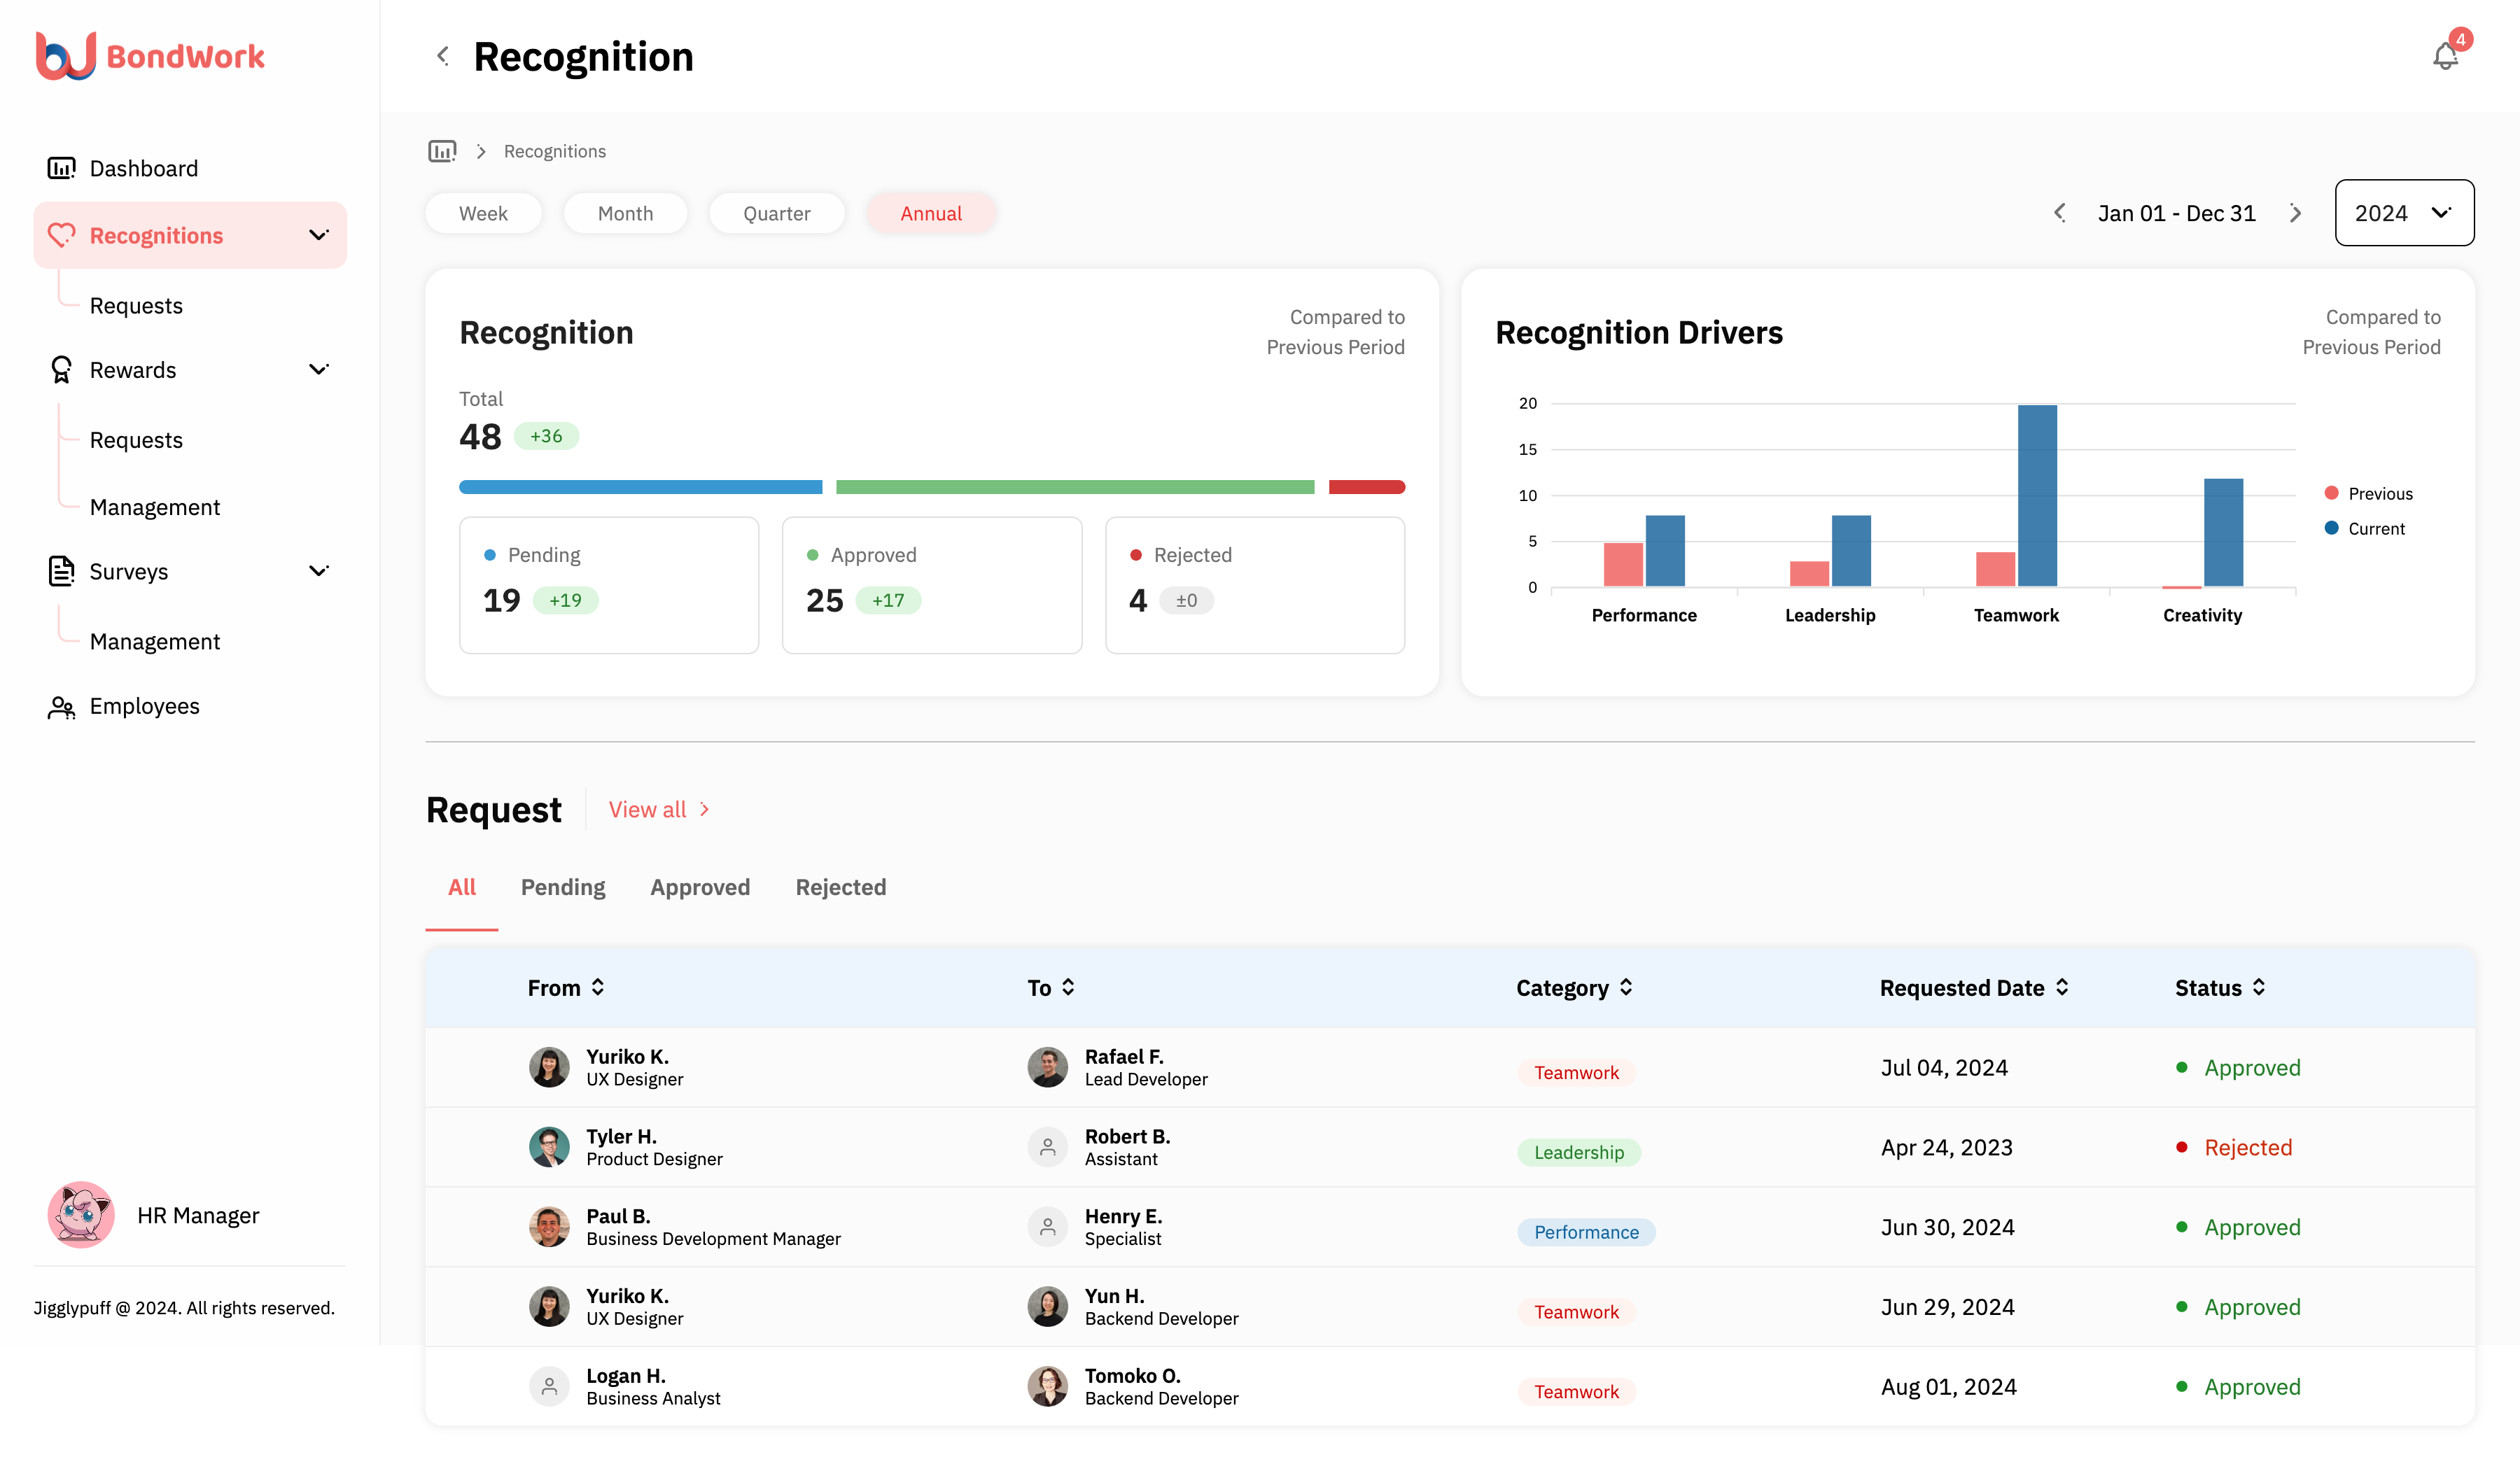 BondWork
Dashboard
Recognitions
Requests
Rewards
Requests
Management
Surveys
Management
Employees
HR Manager
Jigglypuff @ 2024. All rights reserved.
Recognition
4
Recognitions
Week
Month
Quarter
Annual
Jan 01 - Dec 31
2024
Recognition
Compared to
Previous Period
Total
48
+36
Pending
19
+19
Approved
25
+17
Rejected
4
±0
Recognition Drivers
Compared to
Previous Period
20
15
10
5
0
Performance
Leadership
Teamwork
Creativity
Previous
Current
Request
View all
All
Pending
Approved
Rejected
From
To
Category
Requested Date
Status
Yuriko K.
UX Designer
Rafael F.
Lead Developer
Teamwork
Jul 04, 2024
Approved
Tyler H.
Product Designer
Robert B.
Assistant
Leadership
Apr 24, 2023
Rejected
Paul B.
Business Development Manager
Henry E.
Specialist
Performance
Jun 30, 2024
Approved
Yuriko K.
UX Designer
Yun H.
Backend Developer
Teamwork
Jun 29, 2024
Approved
Logan H.
Business Analyst
Tomoko O.
Backend Developer
Teamwork
Aug 01, 2024
Approved